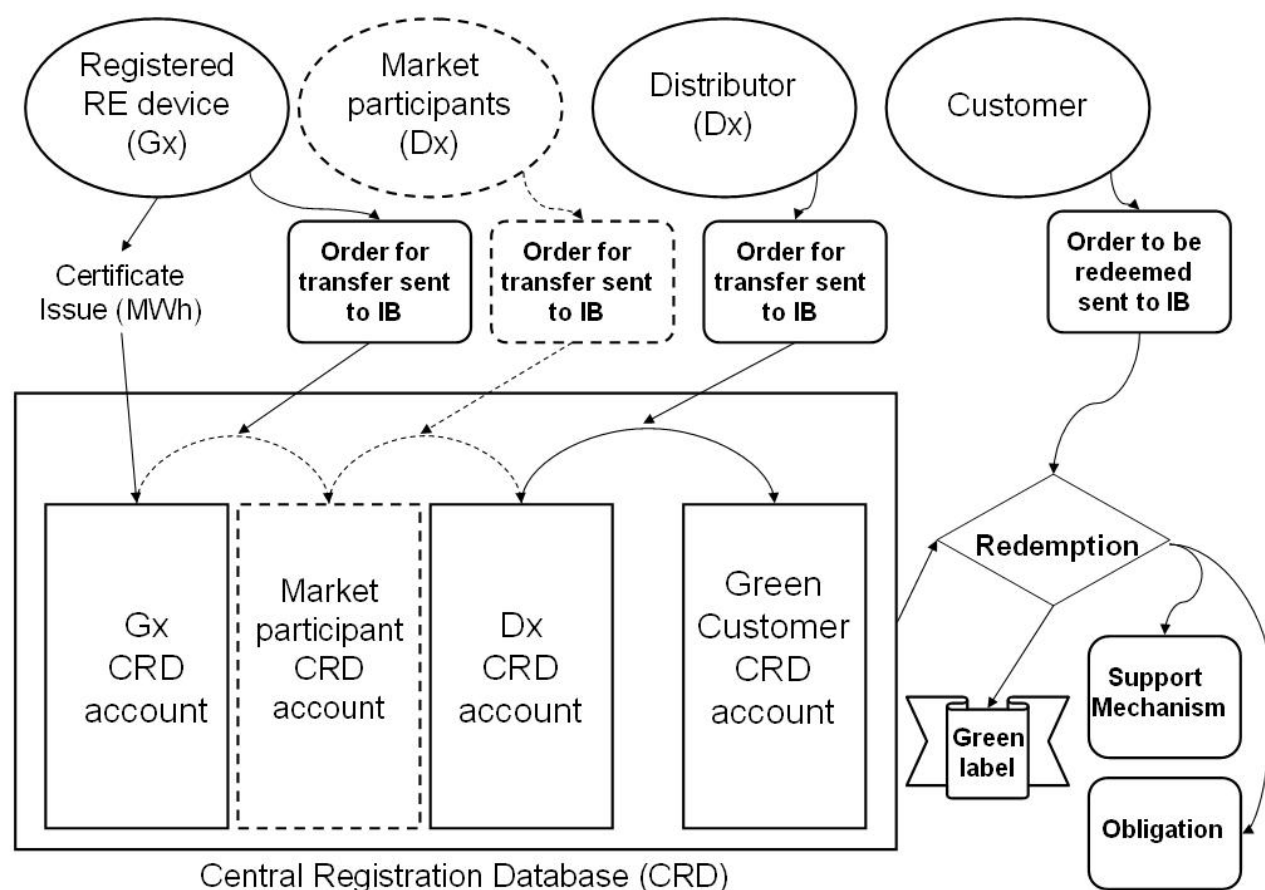 Registered
RE device
(Gx)
Market
participants
(Dx)
Distributor
(Dx)
Customer
Certificate
Issue (MWh)
Order for
transfer sent
to IB
Order for
transfer sent
to IB
Order for
transfer sent
to IB
Order to be
redeemed
sent to IB
Gx
CRD
account
Market
participant
CRD
account
Dx
CRD
account
Green
Customer
CRD
account
Redemption
Green
label
Support
Mechanism
Obligation
Central Registration Database (CRD)